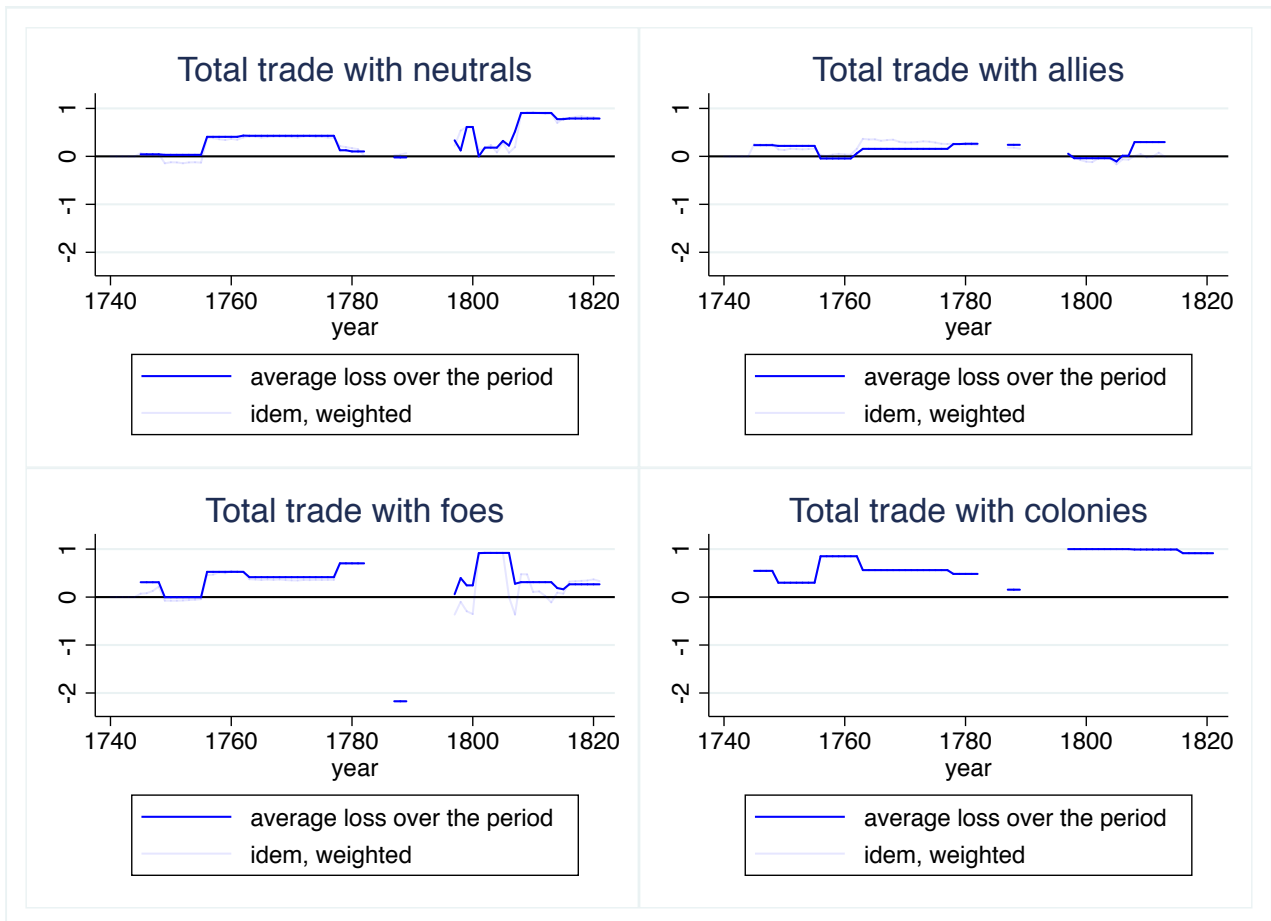 Total trade with neutrals
1
0
-1
-2
1740 1760 1780 1800 1820
year
average loss over the period
idem, weighted
Total trade with allies
1
0
-1
-2
1740 1760 1780 1800 1820
year
average loss over the period
idem, weighted
Total trade with foes
1
0
-1
-2
1740 1760 1780 1800 1820
year
average loss over the period
idem, weighted
Total trade with colonies
1
0
-1
-2
1740 1760 1780 1800 1820
year
average loss over the period
idem, weighted